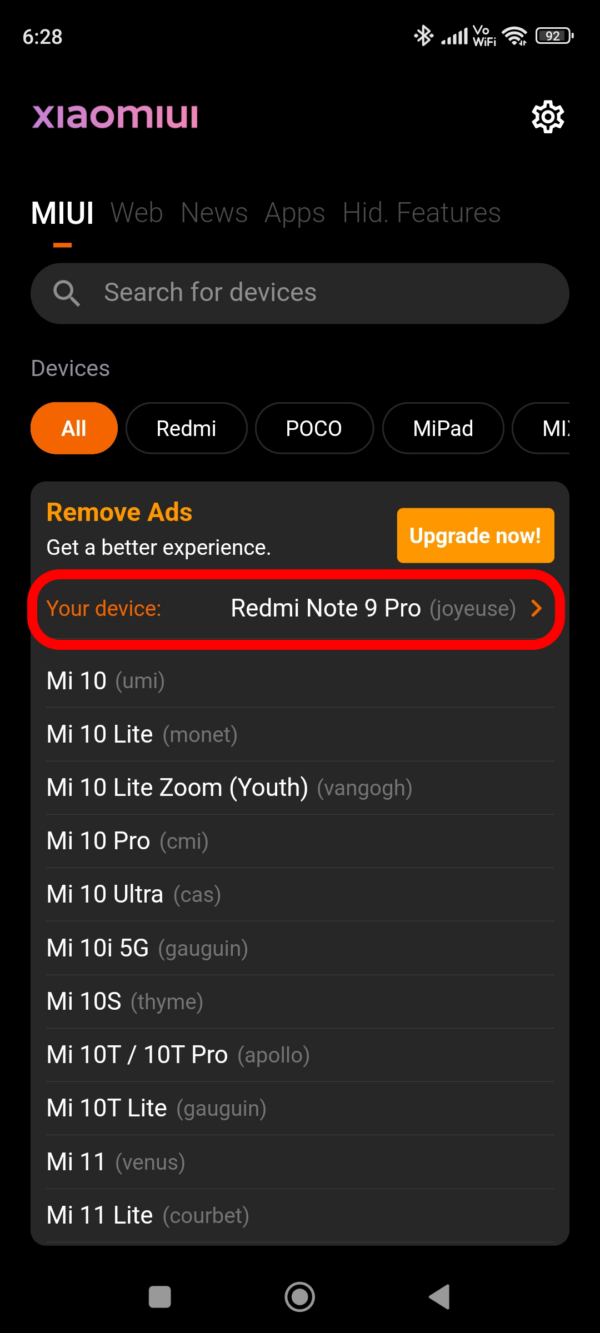 6:28
Vo
WiFi
92
xiaomiui
MIUI Web News Apps Hid. Features
Search for devices
Devices
All Redmi POCO MiPad
Remove Ads
Get a better experience.
Upgrade now!
Your device: Redmi Note 9 Pro (joyeuse)
Mi 10 (umi)
Mi 10 Lite (monet)
Mi 10 Lite Zoom (Youth) (vangogh)
Mi 10 Pro (cmi)
Mi 10 Ultra (cas)
Mi 10i 5G (gauguin)
Mi 10S (thyme)
Mi 10T / 10T Pro (apollo)
Mi 10T Lite (gauguin)
Mi 11 (venus)
Mi 11 Lite (courbet)